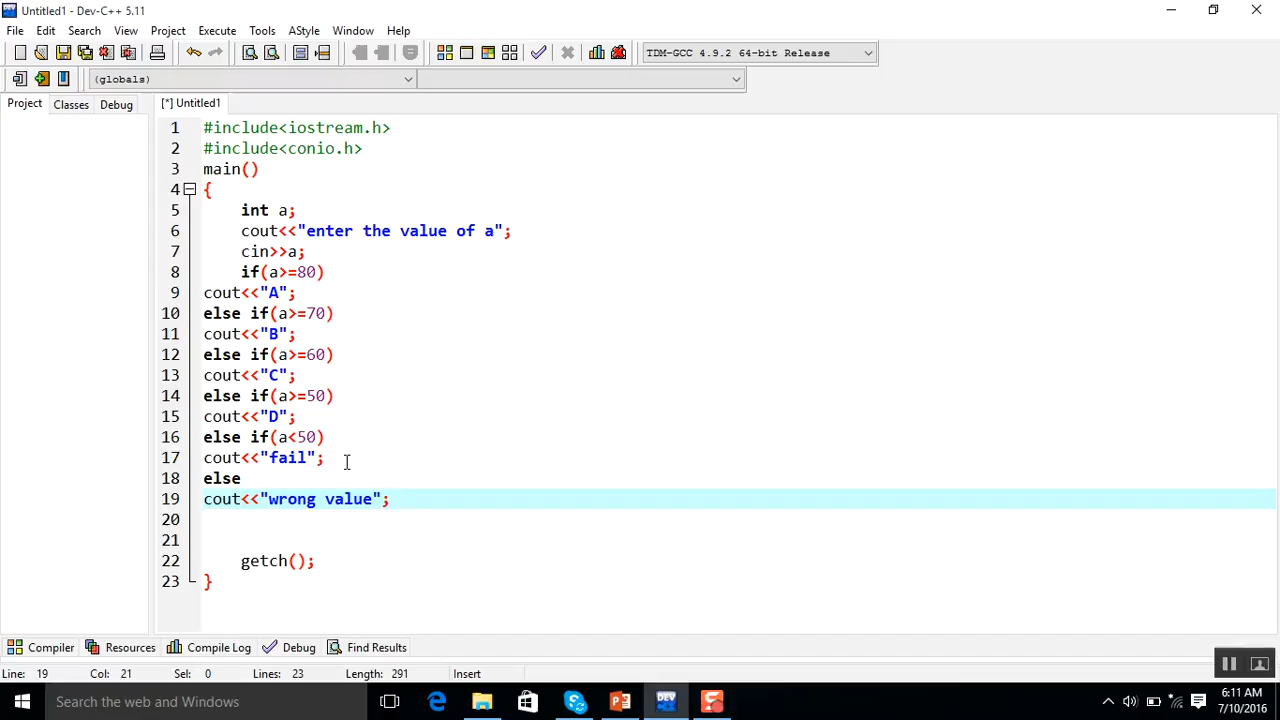 Untitled1 - Dev-C++ 5.11
File Edit Search View Project Execute Tools AStyle Window Help
TDM-GCC 4.9.2 64-bit Release
(globals)
Project Classes Debug [*] Untitled1
1 #include<iostream.h>
2 #include<conio.h>
3 main()
4 {
5 int a;
6 cout<<"enter the value of a";
7 cin>>a;
8 if(a>=80)
9 cout<<"A";
10 else if(a>=70)
11 cout<<"B";
12 else if(a>=60)
13 cout<<"C";
14 else if(a>=50)
15 cout<<"D";
16 else if(a<50)
17 cout<<"fail";
18 else
19 cout<<"wrong value";
20
21
22 getch();
23 }
Compiler Resources Compile Log Debug Find Results
Line: 19 Col: 21 Sel: 0 Lines: 23 Length: 291 Insert
Search the web and Windows DEV 6:11 AM
7/10/2016